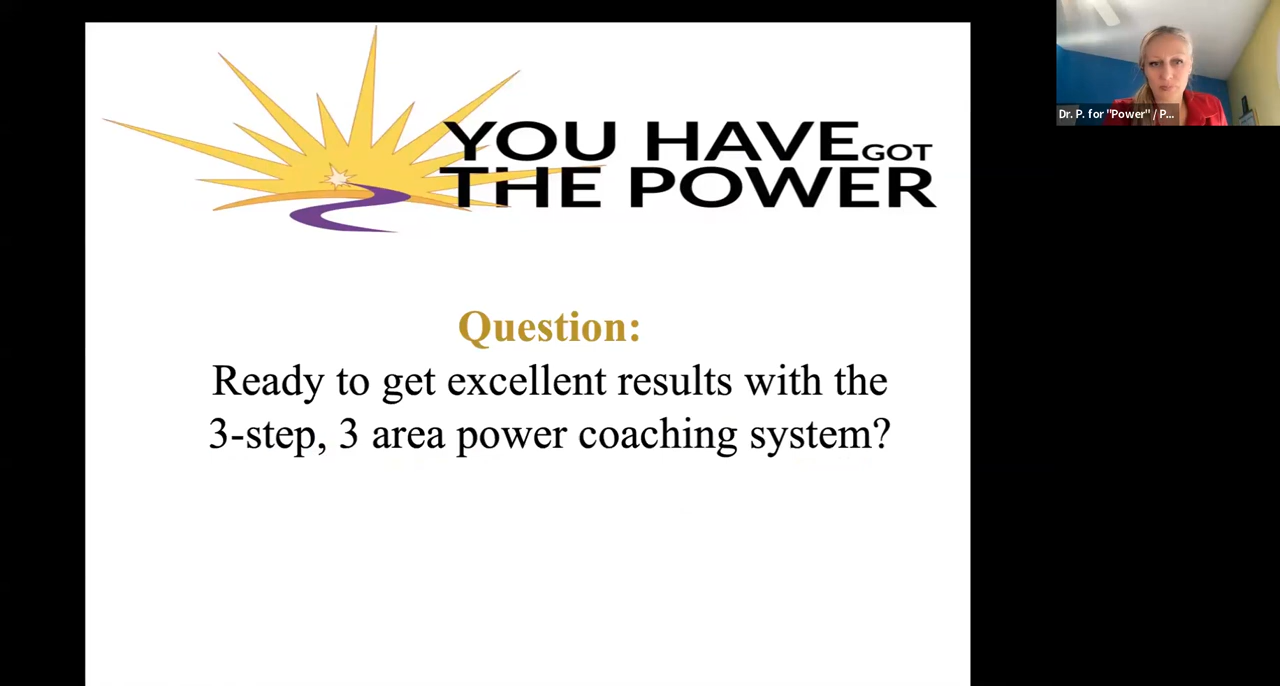 YOU HAVE GOT
THE POWER
Question:
Ready to get excellent results with the
3-step, 3 area power coaching system?
Dr. P. for "Power" / P...